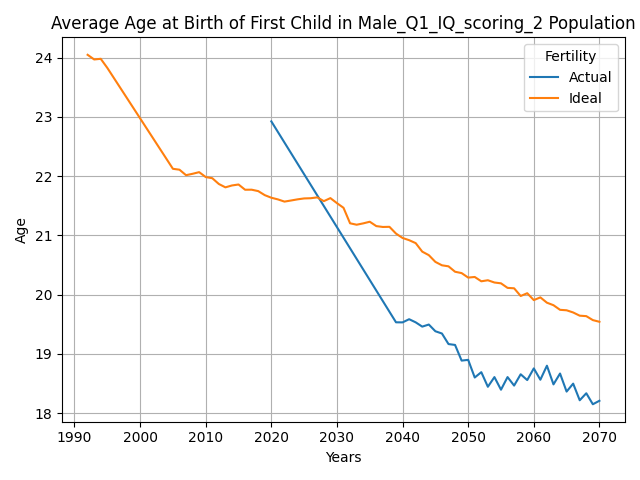 Average Age at Birth of First Child in Male_Q1_IQ_scoring_2 Population
Fertility
Actual
Ideal
Age
24
23
22
21
20
19
18
1990 2000 2010 2020 2030 2040 2050 2060 2070
Years